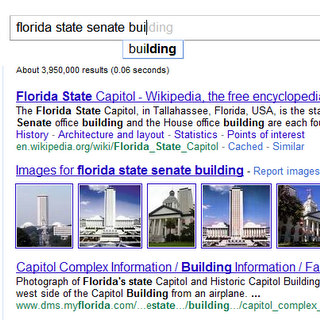 florida state senate building
building
About 3,950,000 results (0.06 seconds)
Florida State Capitol - Wikipedia, the free encyclopedi
The Florida State Capitol, in Tallahassee, Florida, USA, is the sta
Senate office building and the House office building are each fou
History - Architecture and layout - Statistics - Points of interest
en.wikipedia.org/wiki/Florida_State_Capitol - Cached - Similar
Images for florida state senate building - Report images
Capitol Complex Information / Building Information / Fa
Photograph of Florida's state Capitol and Historic Capitol Building
west side of the Capitol Building from an airplane. ...
www.dms.myflorida.com/...estate.../building.../capitol_complex_